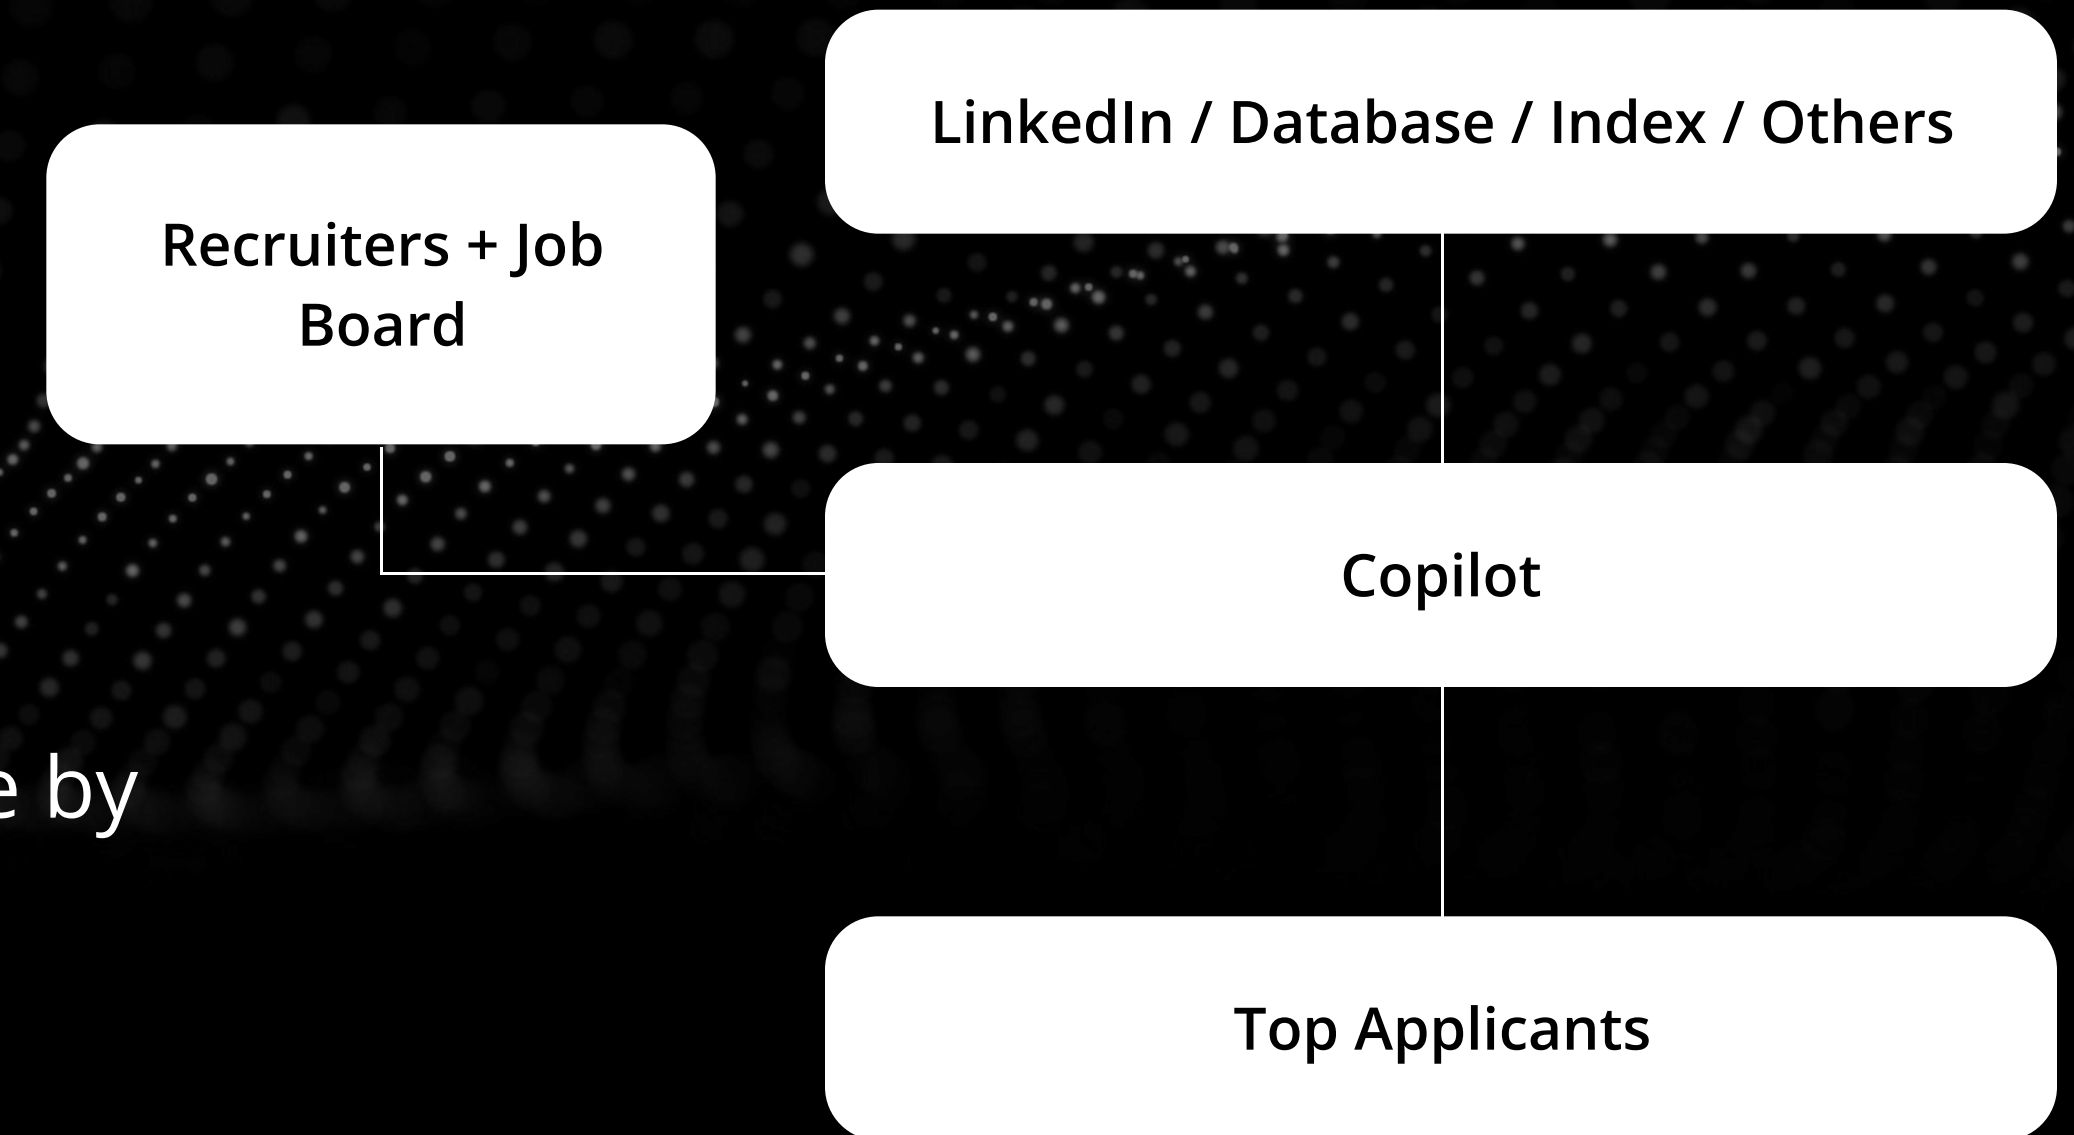 LinkedIn / Database / Index / Others
Recruiters + Job
Board
Copilot
by
Top Applicants